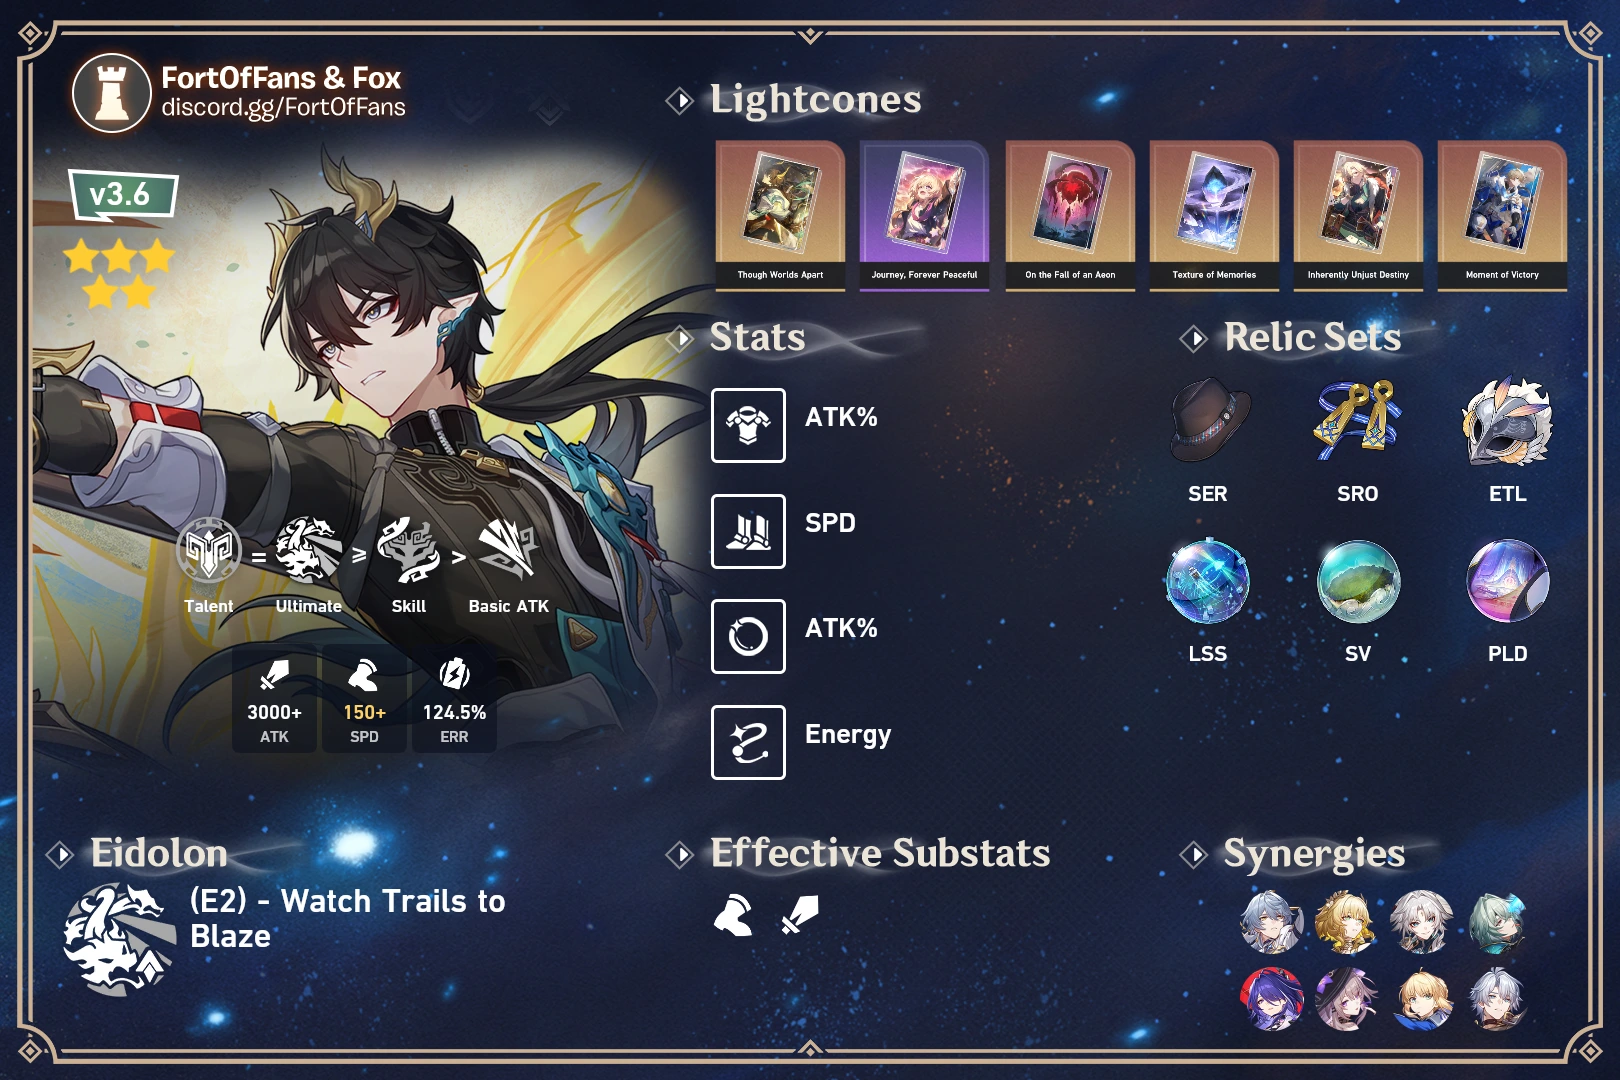 FortOfFans & Fox
discord.gg/FortOfFans
v3.6
Talent
=
Ultimate
≥
Skill
>
Basic ATK
3000+
ATK
150+
SPD
124.5%
ERR
Lightcones
Though Worlds Apart
Journey, Forever Peaceful
On the Fall of an Aeon
Texture of Memories
Inherently Unjust Destiny
Moment of Victory
Stats
ATK%
SPD
ATK%
Energy
Relic Sets
SER
SRO
ETL
LSS
SV
PLD
Eidolon
(E2) - Watch Trails to
Blaze
Effective Substats
Synergies